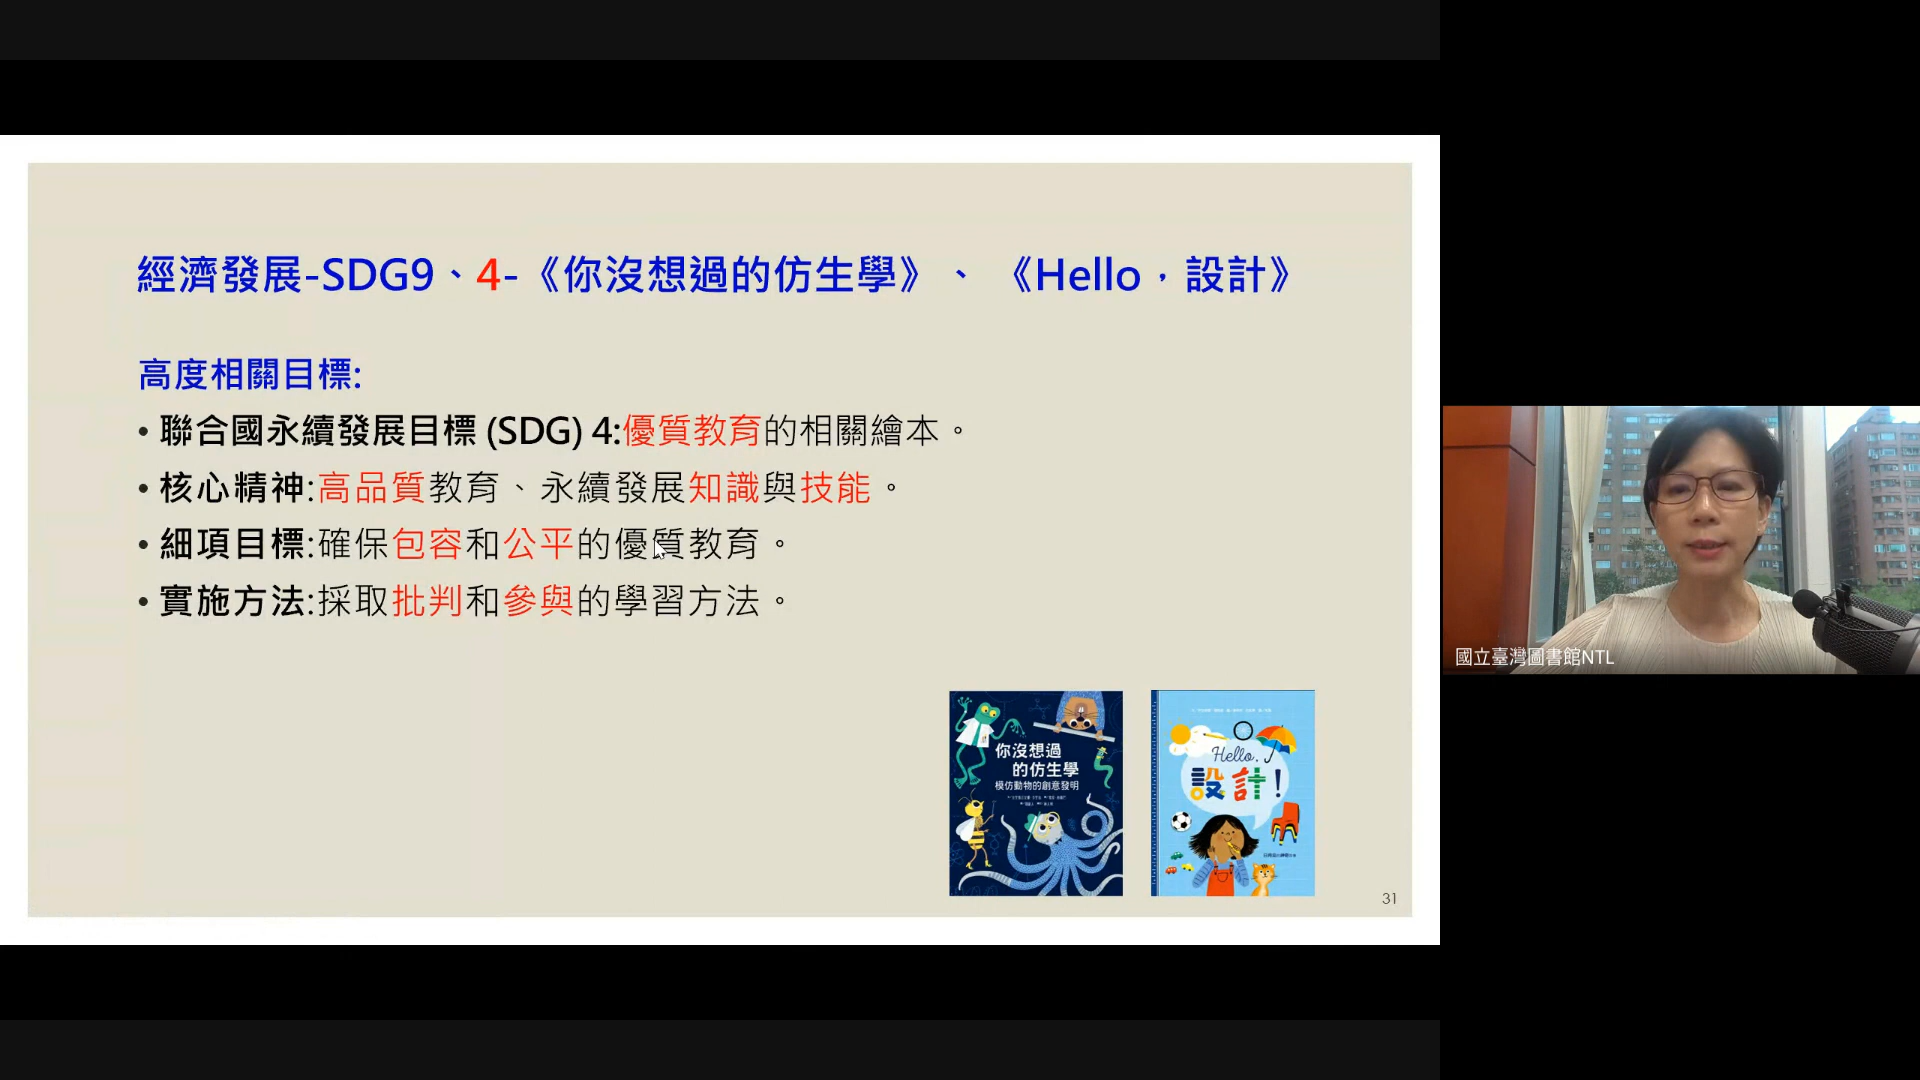 經濟發展-SDG9、4-《你沒想過的仿生學》、《Hello,設計》
高度相關目標:
• 聯合國永續發展目標 (SDG) 4:優質教育的相關繪本。
• 核心精神:高品質教育、永續發展知識與技能。
• 細項目標:確保包容和公平的優質教育。
• 實施方法:採取批判和參與的學習方法。
你沒想過
的仿生學
模仿動物的創意發明
Hello,
設計!
31
國立臺灣圖書館NTL